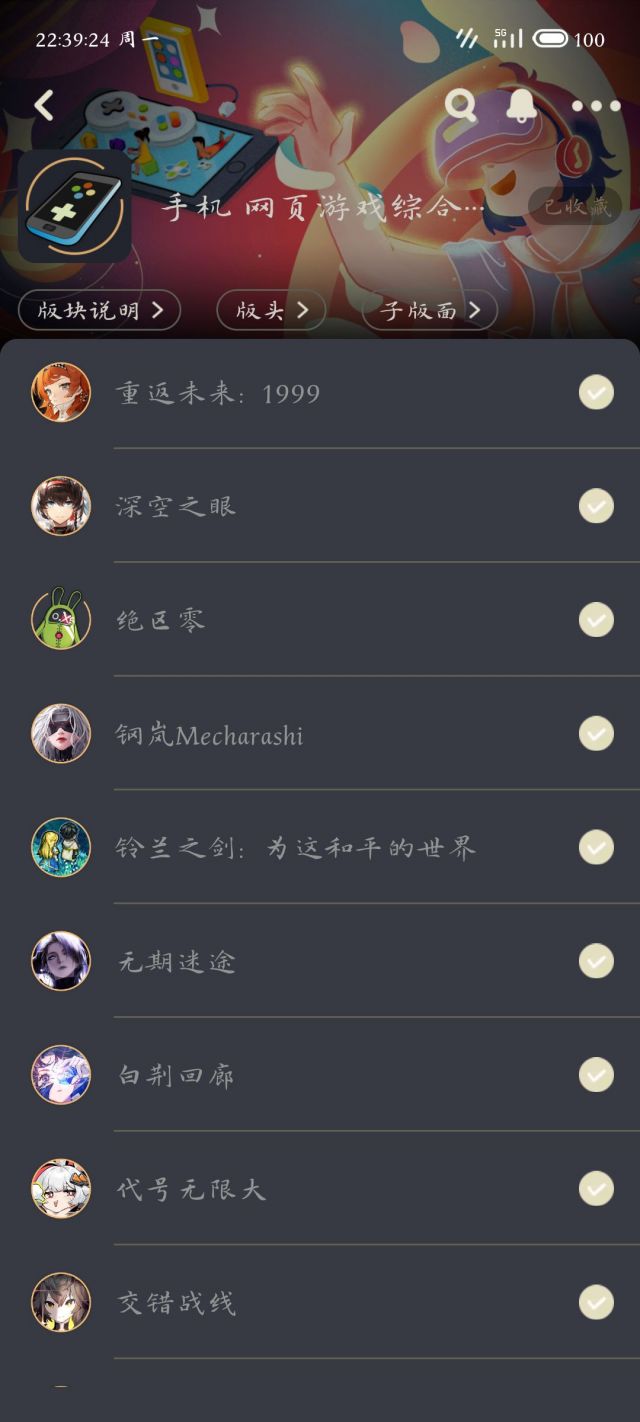 22:39:24 周一 5G 100
手机 网页游戏综合… 已收藏
版块说明 版头 子版面
重返未来：1999
深空之眼
绝区零
钢岚Mecharashi
铃兰之剑：为这和平的世界
无期迷途
白荆回廊
代号无限大
交错战线